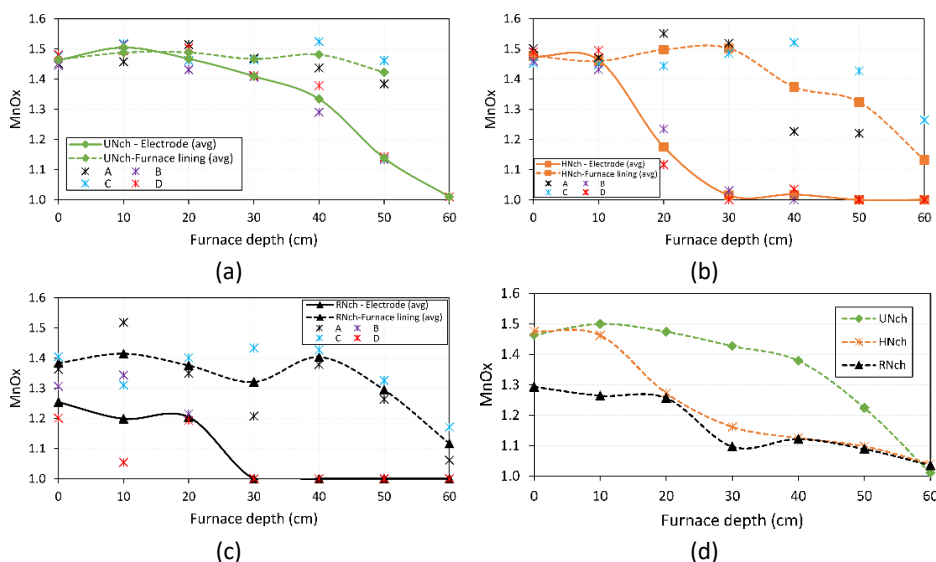 1.6
1.5
1.4
1.3
1.2
1.1
1.0
MnOx
UNch - Electrode (avg)
UNch-Furnace lining (avg)
A B
C D
0 10 20 30 40 50 60
Furnace depth (cm)
(a)
1.6
1.5
1.4
1.3
1.2
1.1
1.0
MnOx
HNch - Electrode (avg)
HNch-Furnace lining (avg)
A B
C D
0 10 20 30 40 50 60
Furnace depth (cm)
(b)
1.6
1.5
1.4
1.3
1.2
1.1
1.0
MnOx
RNch - Electrode (avg)
RNch-Furnace lining (avg)
A B
C D
0 10 20 30 40 50 60
Furnace depth (cm)
(c)
1.6
1.5
1.4
1.3
1.2
1.1
1.0
MnOx
UNch
HNch
RNch
0 10 20 30 40 50 60
Furnace depth (cm)
(d)